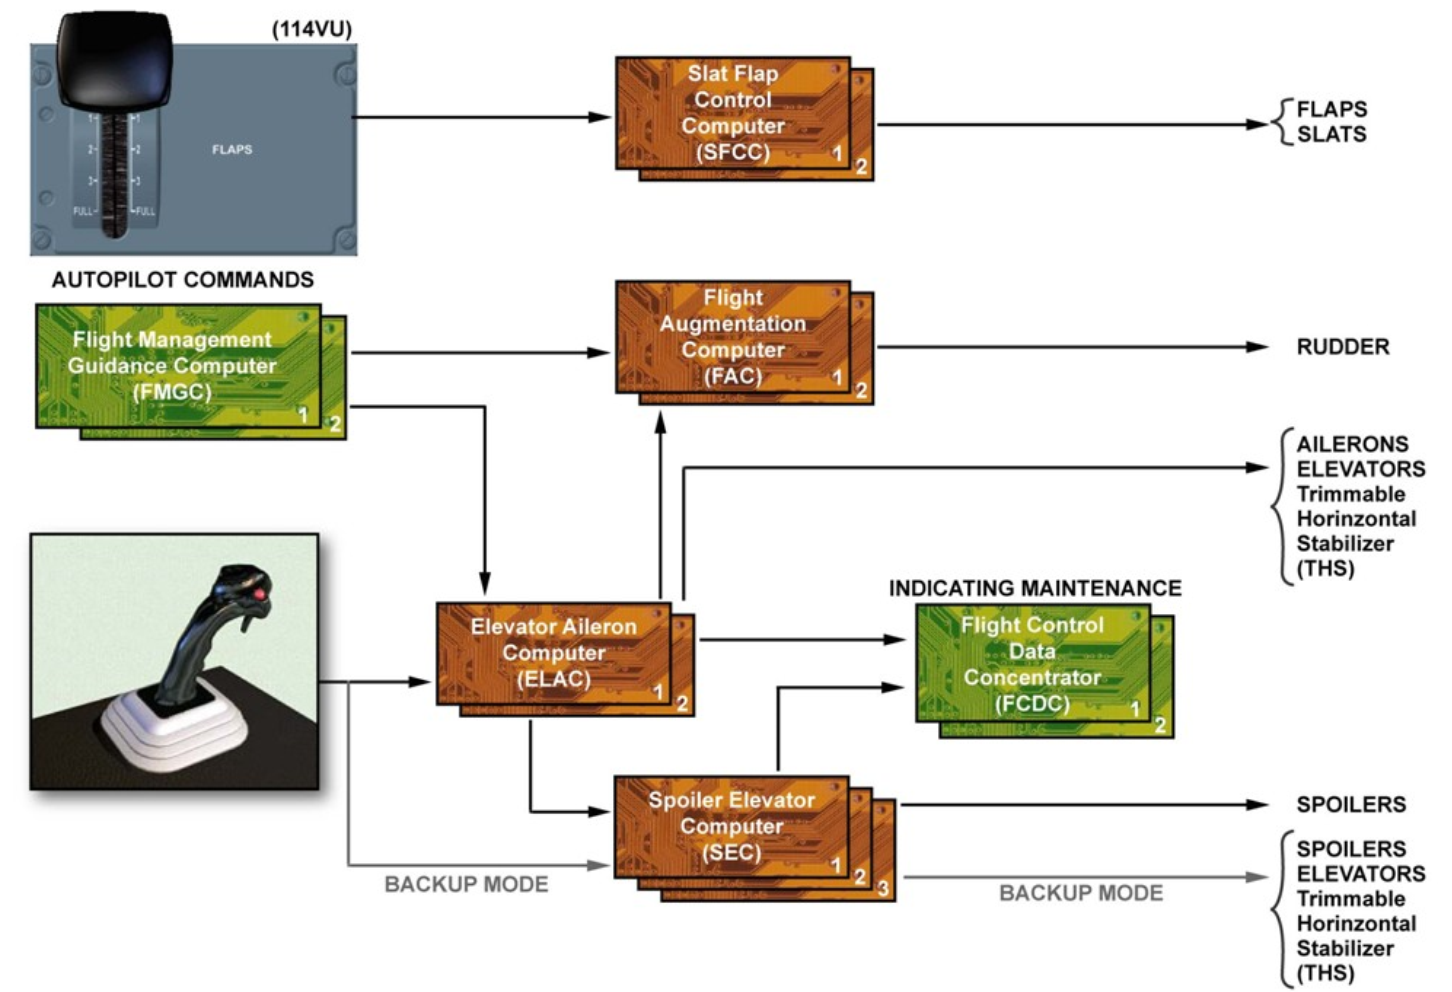 (114VU)
1
1
2
2
3
3
FULL
FULL
FLAPS
Slat Flap
Control
Computer
(SFCC)
1
2
FLAPS
SLATS
AUTOPILOT COMMANDS
Flight Management
Guidance Computer
(FMGC)
1
2
Flight
Augmentation
Computer
(FAC)
1
2
RUDDER
AILERONS
ELEVATORS
Trimmable
Horinzontal
Stabilizer
(THS)
INDICATING MAINTENANCE
Elevator Aileron
Computer
(ELAC)
1
2
Flight Control
Data
Concentrator
(FCDC)
1
2
Spoiler Elevator
Computer
(SEC)
1
2
3
SPOILERS
BACKUP MODE
BACKUP MODE
SPOILERS
ELEVATORS
Trimmable
Horinzontal
Stabilizer
(THS)